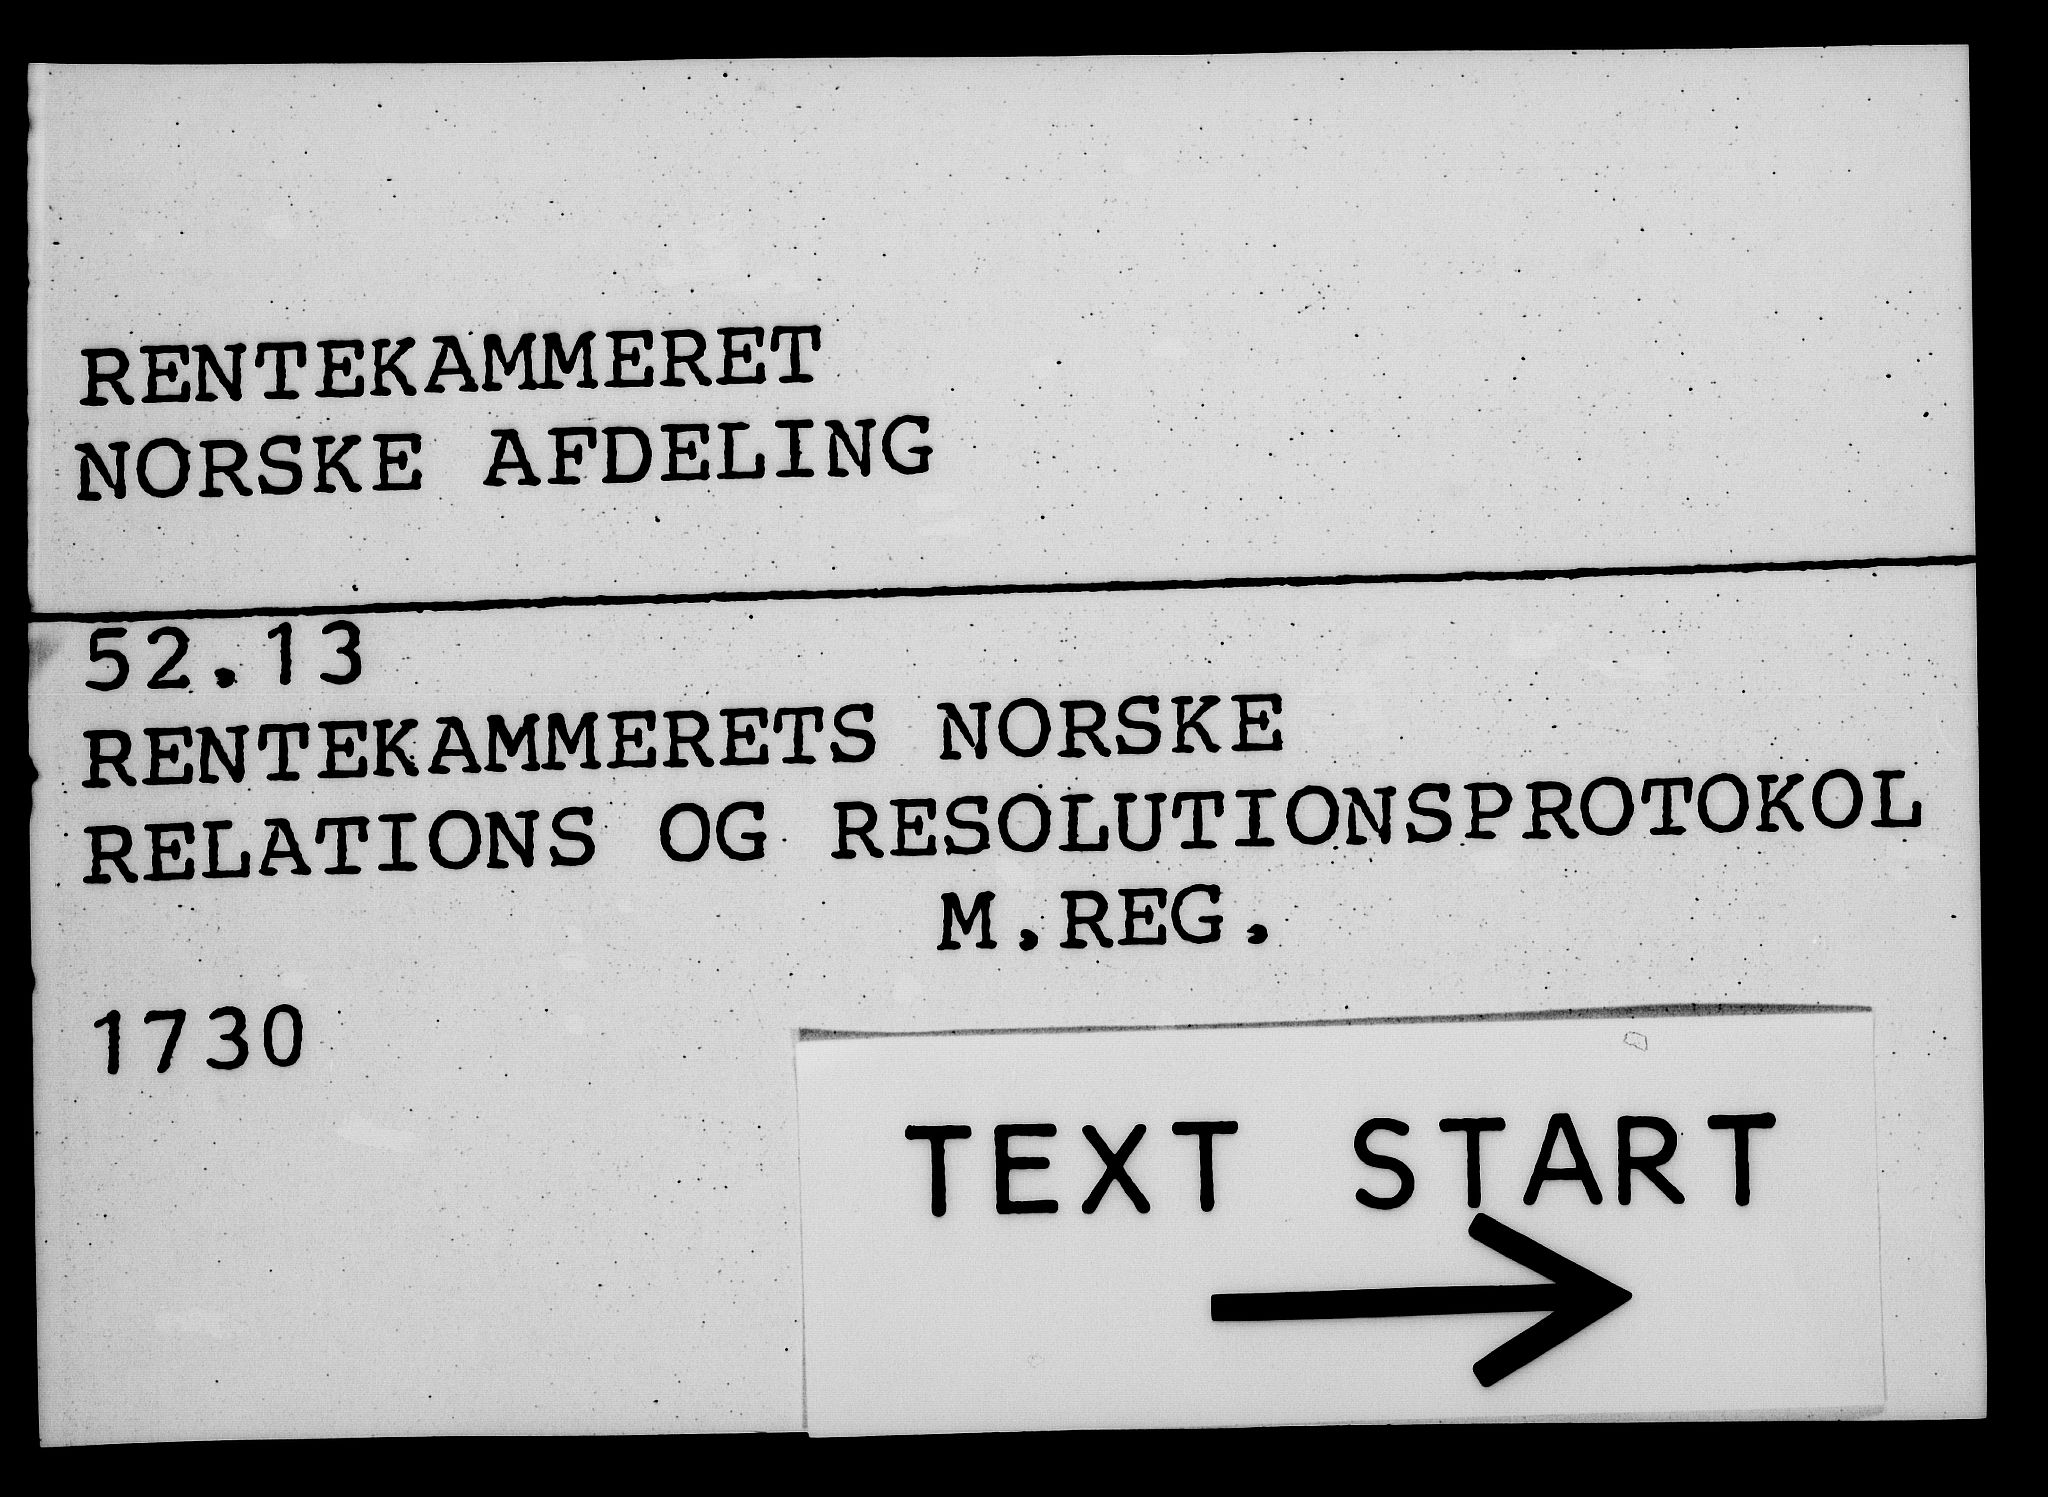 RENTEKAMMERET
NORSKE AFDELING
52.13
RENTEKAMMERETS NORSKE
RELATIONS OG RESOLUTIONSPROTOKOL
M.REG.
1730
TEXT START